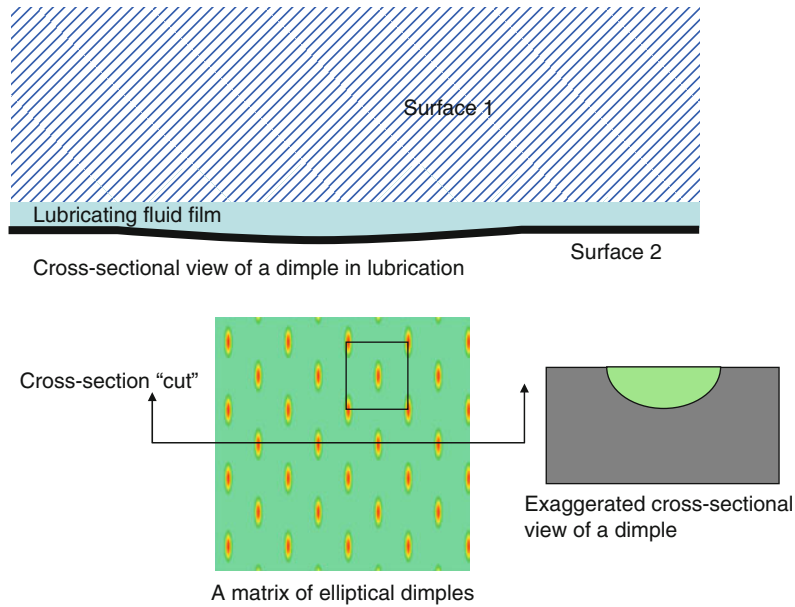 Surface 1
Lubricating fluid film
Surface 2
Cross-sectional view of a dimple in lubrication
Cross-section “cut”
Exaggerated cross-sectional
view of a dimple
A matrix of elliptical dimples